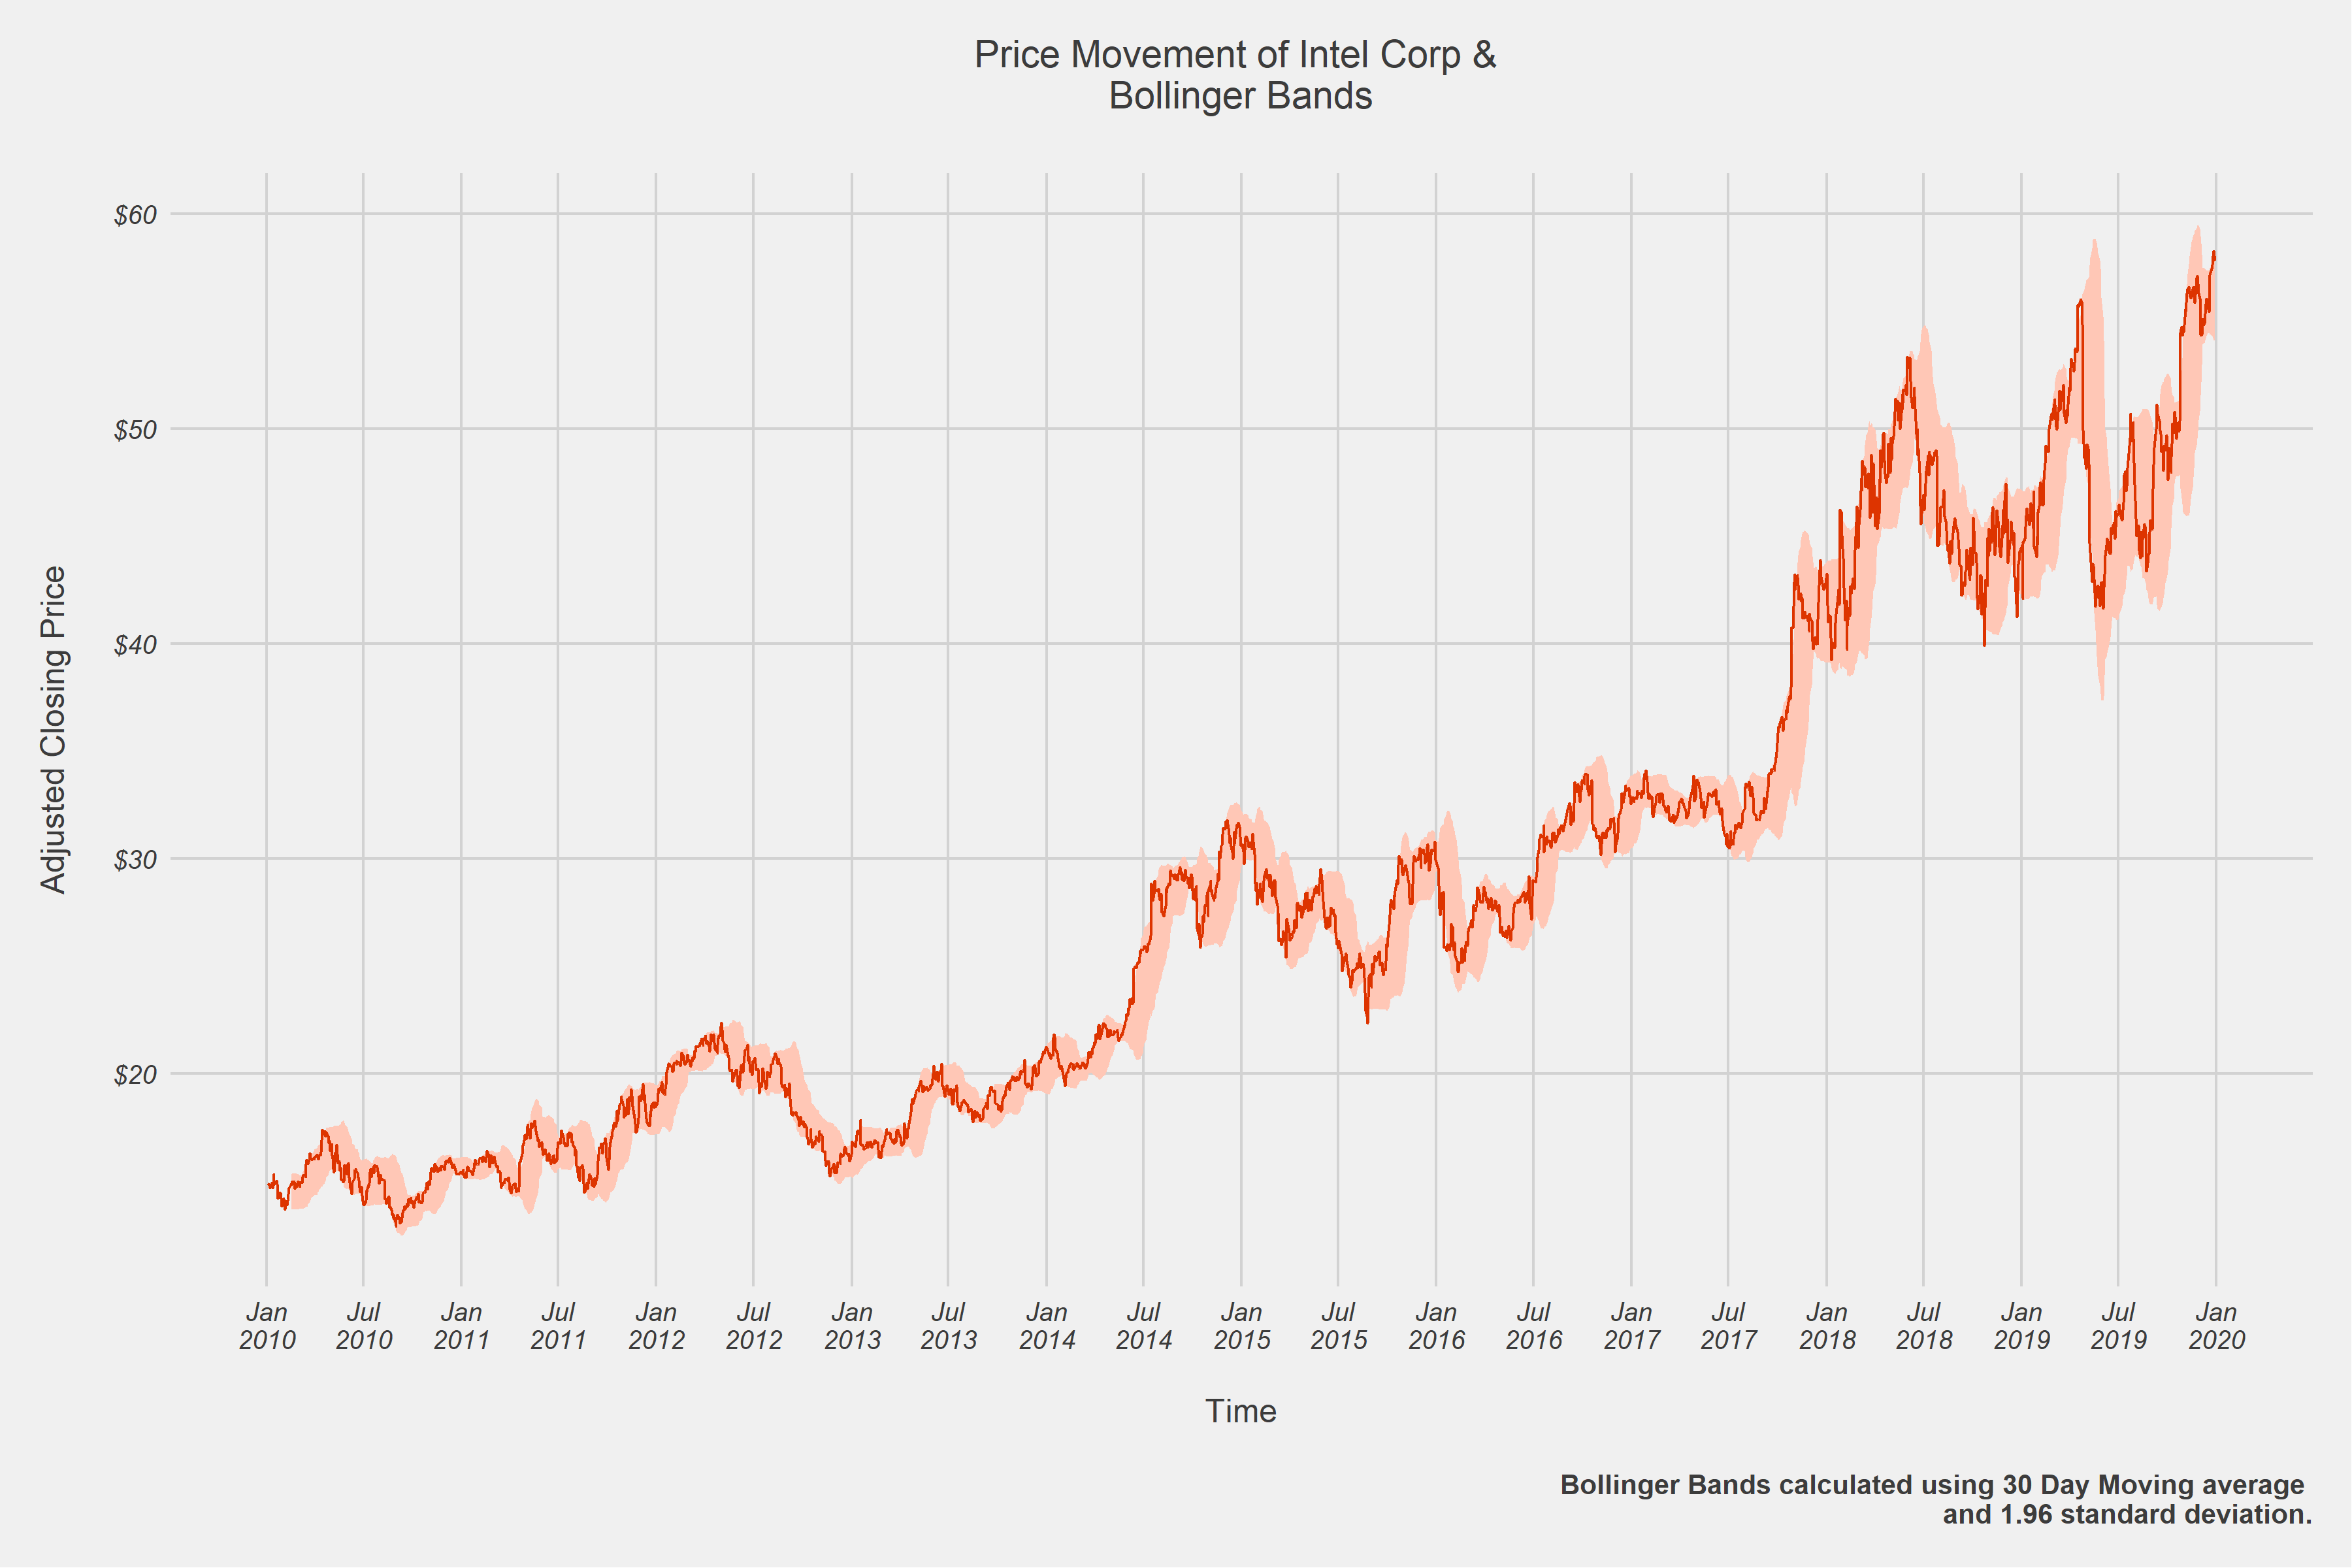 Price Movement of Intel Corp &
Bollinger Bands
$60
$50
$40
$30
$20
Adjusted Closing Price
Jan Jul Jan Jul Jan Jul Jan Jul Jan Jul Jan Jul Jan Jul Jan Jul Jan Jul Jan Jul Jan
2010 2010 2011 2011 2012 2012 2013 2013 2014 2014 2015 2015 2016 2016 2017 2017 2018 2018 2019 2019 2020
Time
Bollinger Bands calculated using 30 Day Moving average
and 1.96 standard deviation.